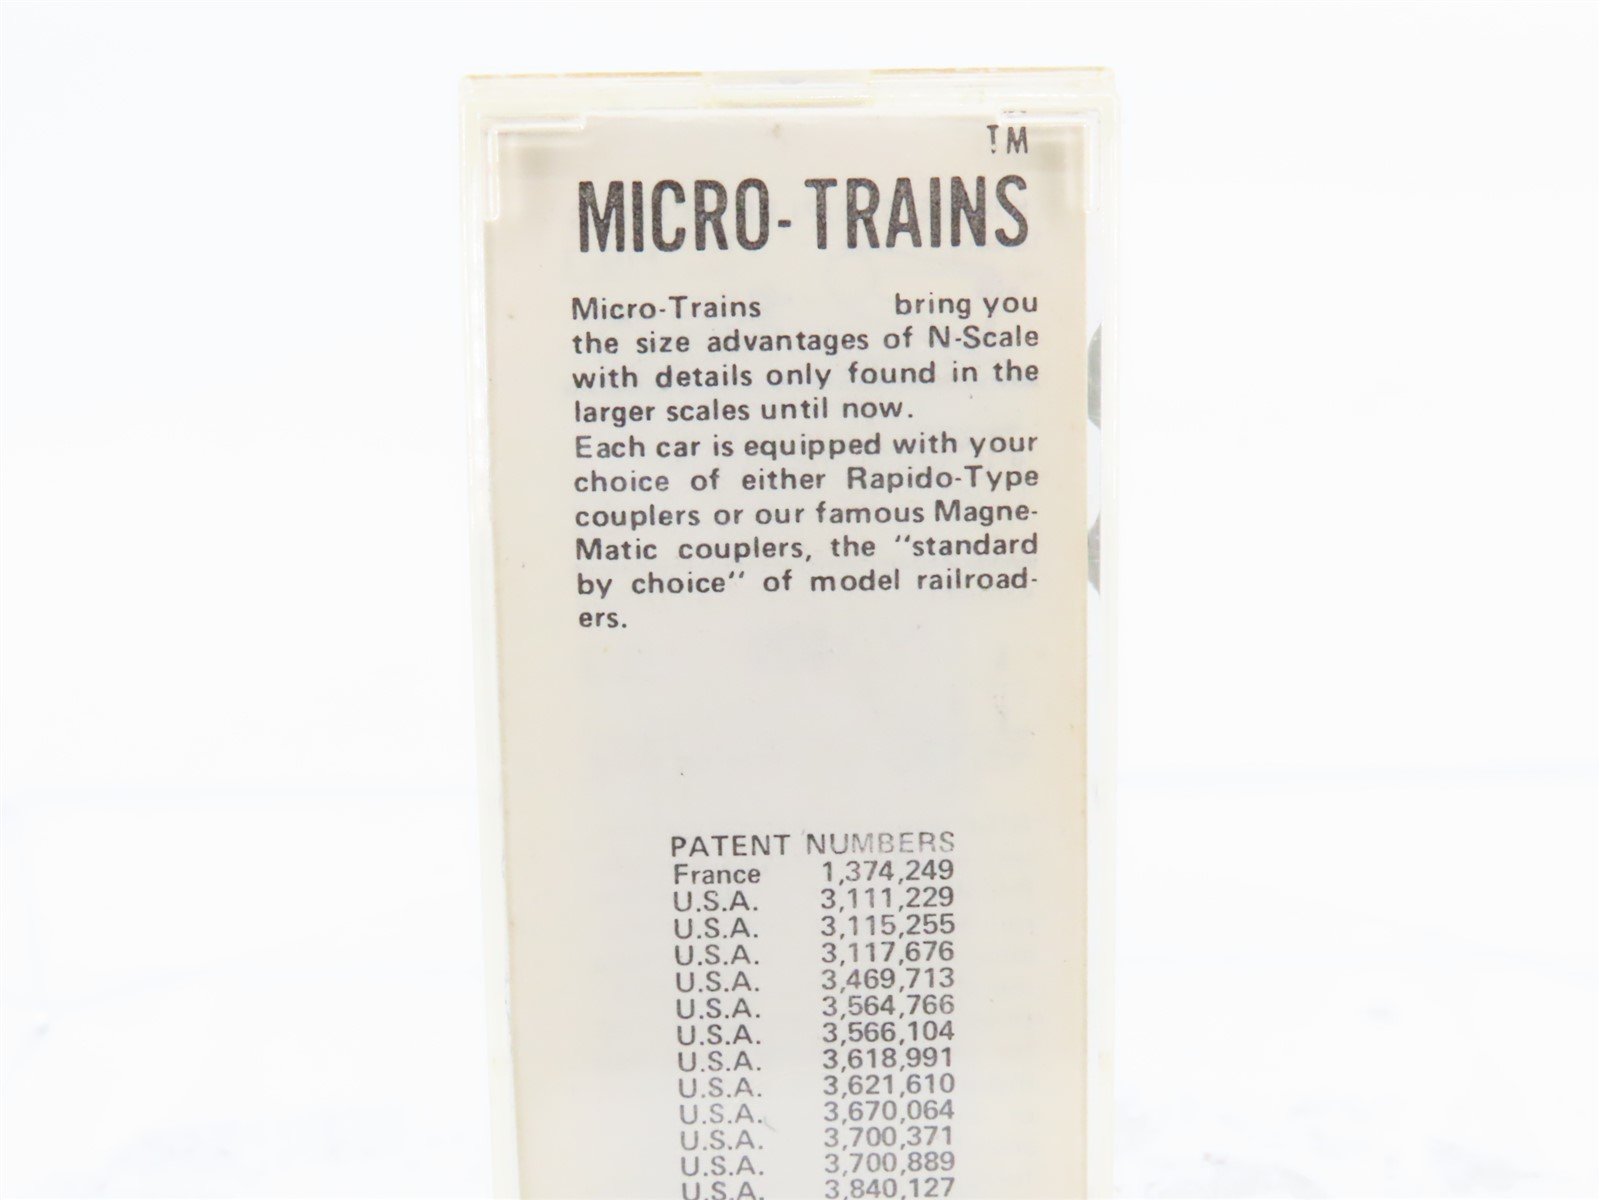 TM
MICRO-TRAINS
Micro-Trains bring you
the size advantages of N-Scale
with details only found in the
larger scales until now.
Each car is equipped with your
choice of either Rapido-Type
couplers or our famous Magne-
Matic couplers, the "standard
by choice" of model railroad-
ers.
PATENT NUMBERS
France 1,374,249
U.S.A. 3,111,229
U.S.A. 3,115,255
U.S.A. 3,117,676
U.S.A. 3,469,713
U.S.A. 3,564,766
U.S.A. 3,566,104
U.S.A. 3,618,991
U.S.A. 3,621,610
U.S.A. 3,670,064
U.S.A. 3,700,371
U.S.A. 3,700,889
U.S.A. 3,840,127